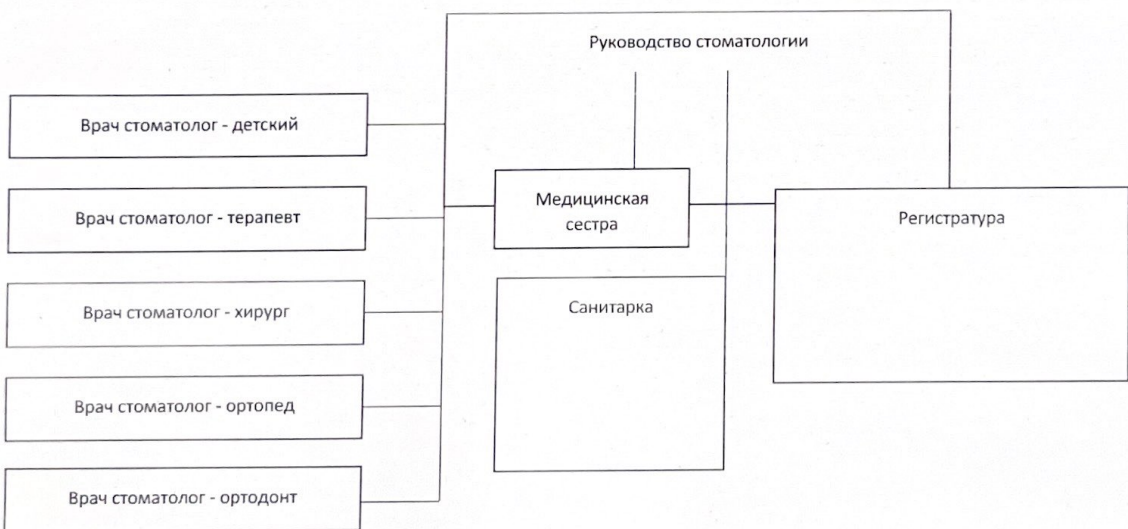 Руководство стоматологии
Врач стоматолог - детский
Врач стоматолог - терапевт
Врач стоматолог - хирург
Врач стоматолог - ортопед
Врач стоматолог - ортодонт
Медицинская
сестра
Санитарка
Регистратура